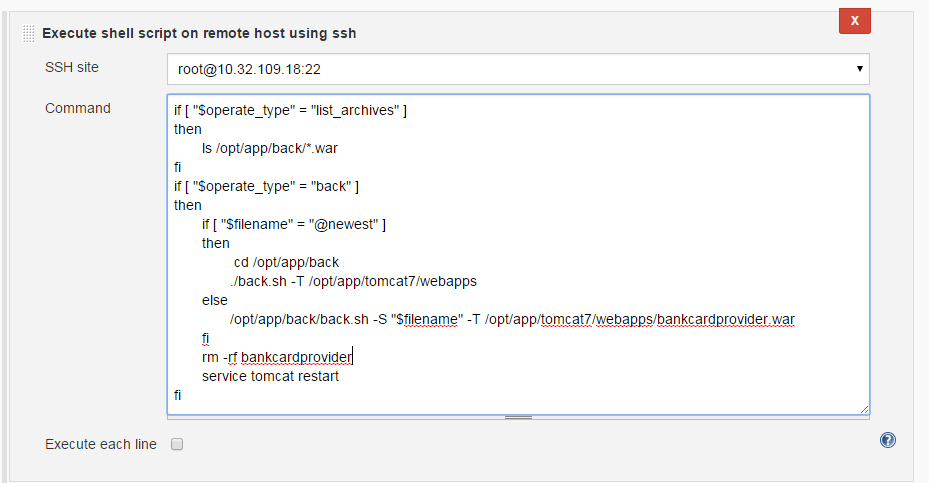 X
Execute shell script on remote host using ssh
SSH site
root@10.32.109.18:22
Command
if [ "$operate_type" = "list_archives" ]
then
ls /opt/app/back/*.war
fi
if [ "$operate_type" = "back" ]
then
if [ "$filename" = "@newest" ]
then
cd /opt/app/back
./back.sh -T /opt/app/tomcat7/webapps
else
/opt/app/back/back.sh -S "$filename" -T /opt/app/tomcat7/webapps/bankcardprovider.war
fi
rm -rf bankcardprovider
service tomcat restart
fi
Execute each line
?